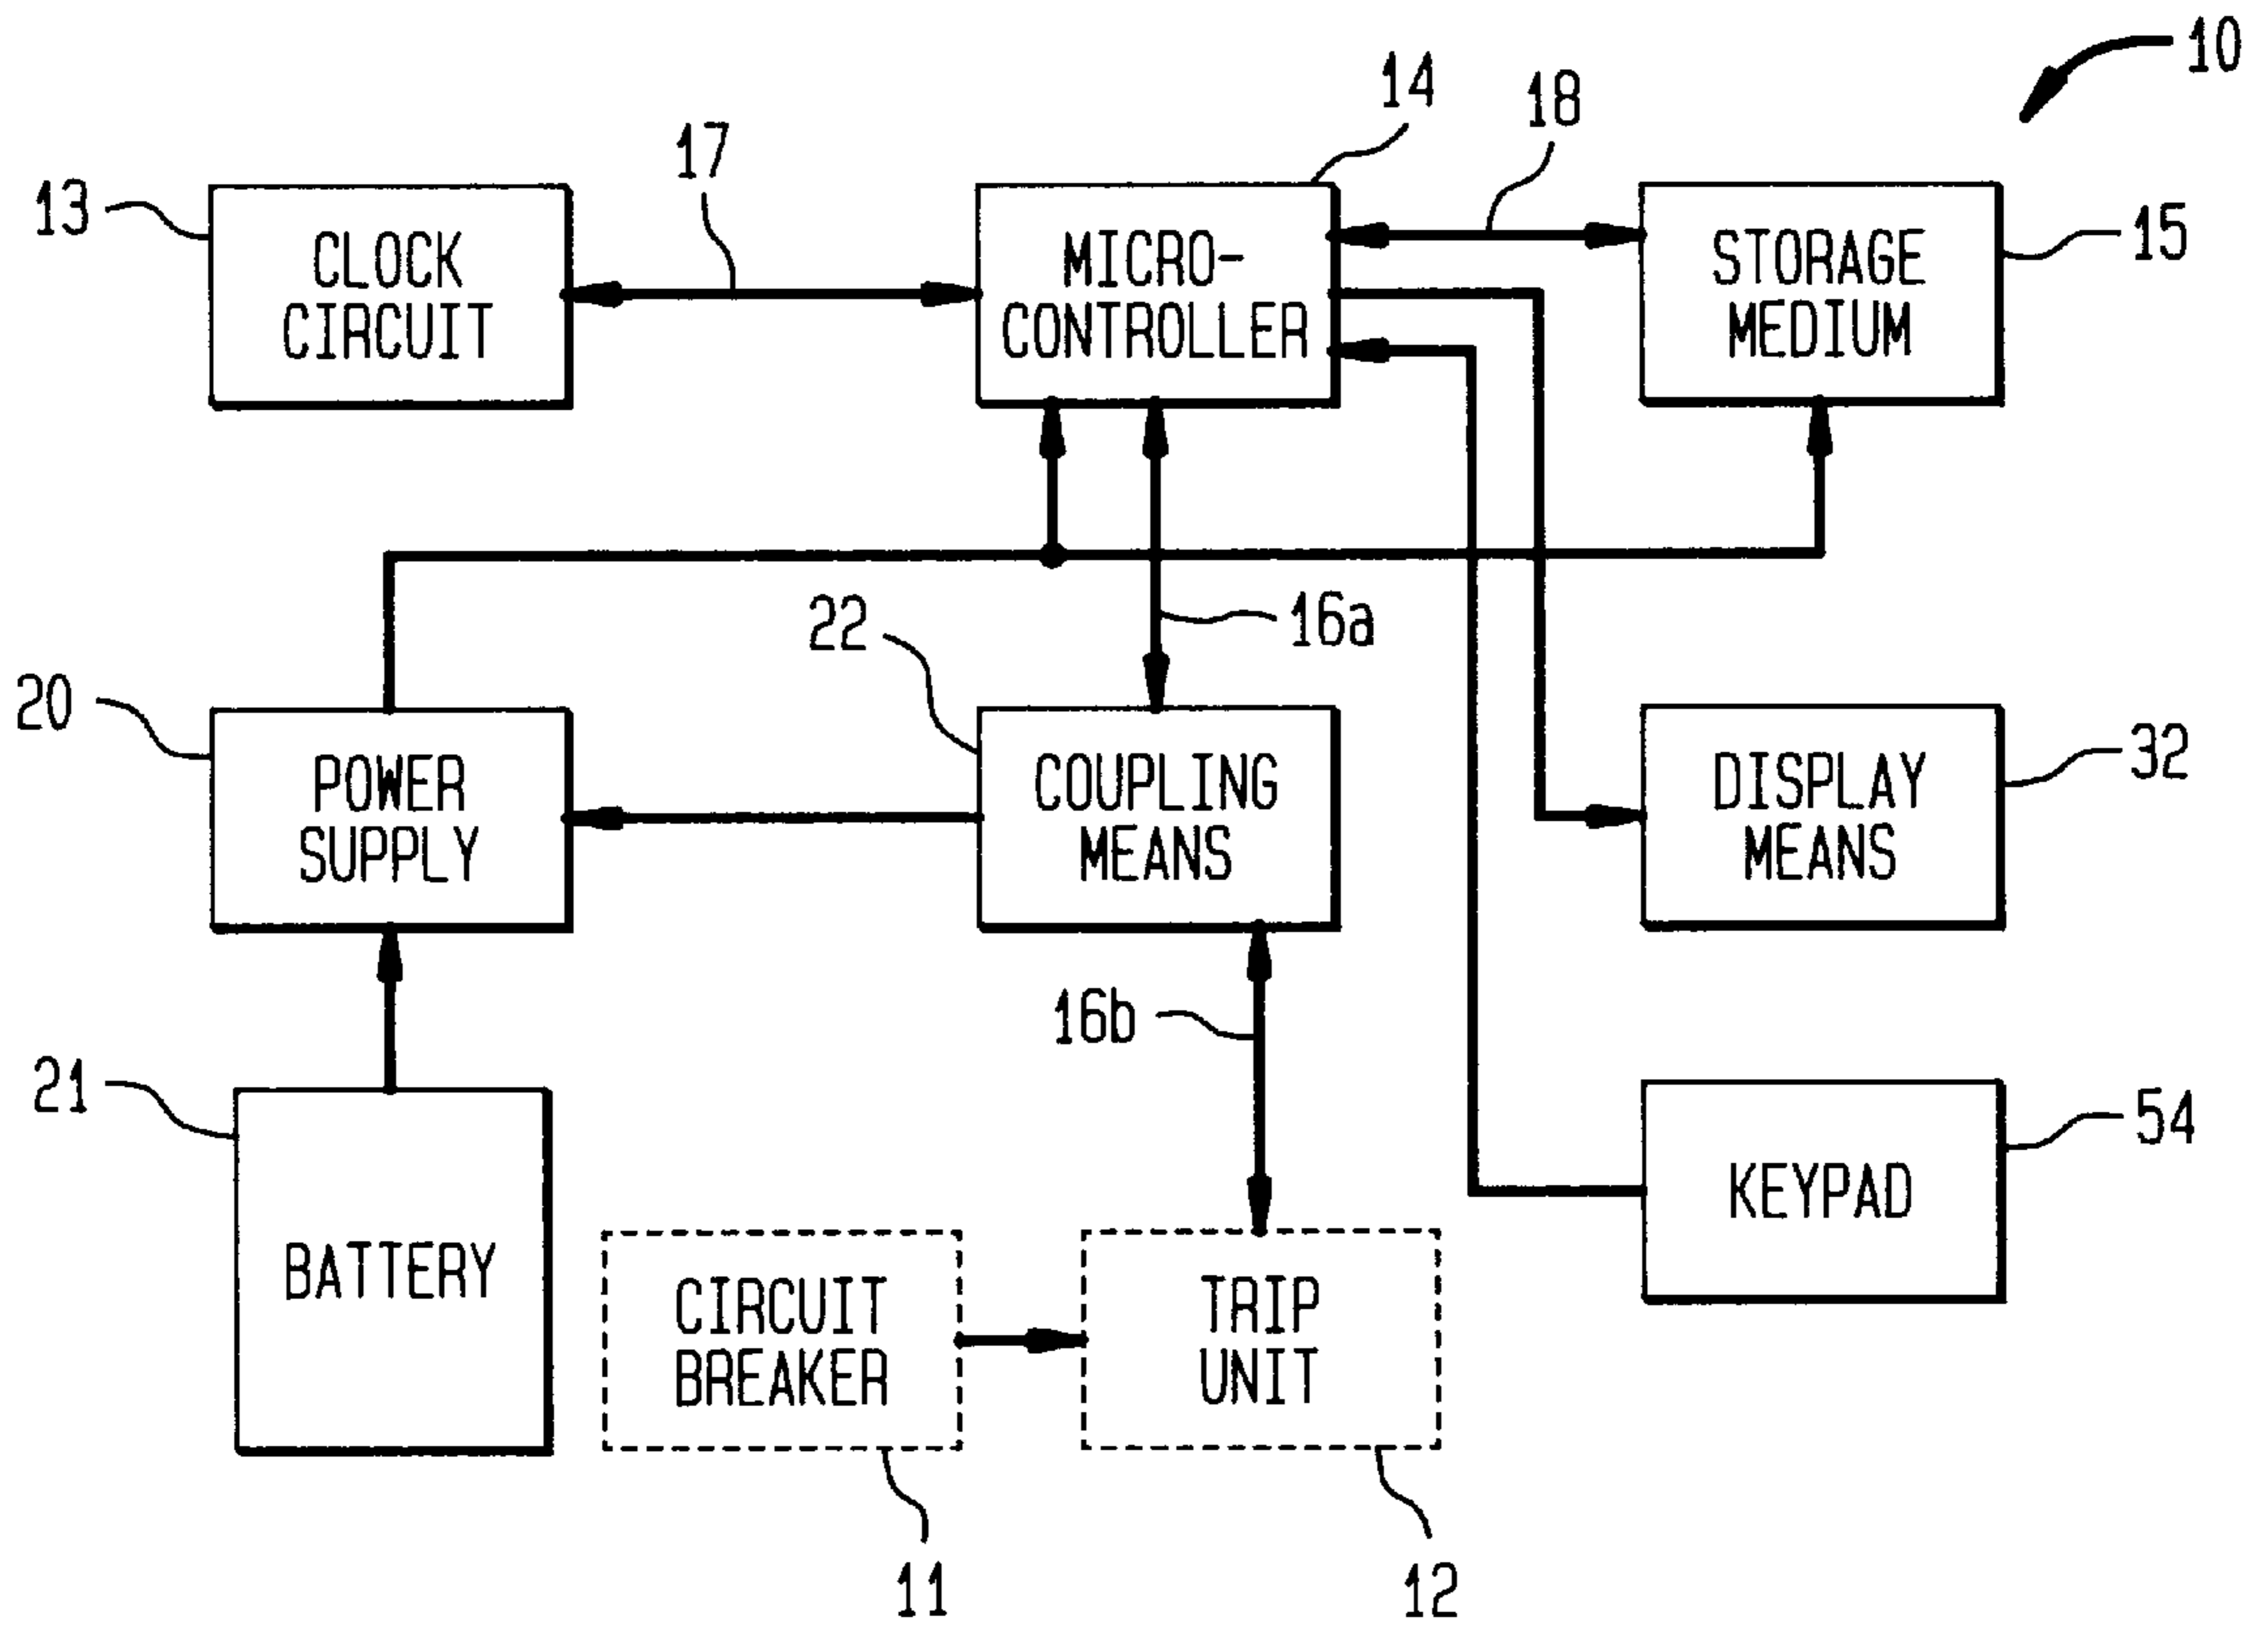 10
14
18
17
13
CLOCK
CIRCUIT
MICRO-
CONTROLLER
STORAGE
MEDIUM
15
16a
22
20
POWER
SUPPLY
COUPLING
MEANS
DISPLAY
MEANS
32
16b
21
BATTERY
54
KEYPAD
CIRCUIT
BREAKER
TRIP
UNIT
11
12